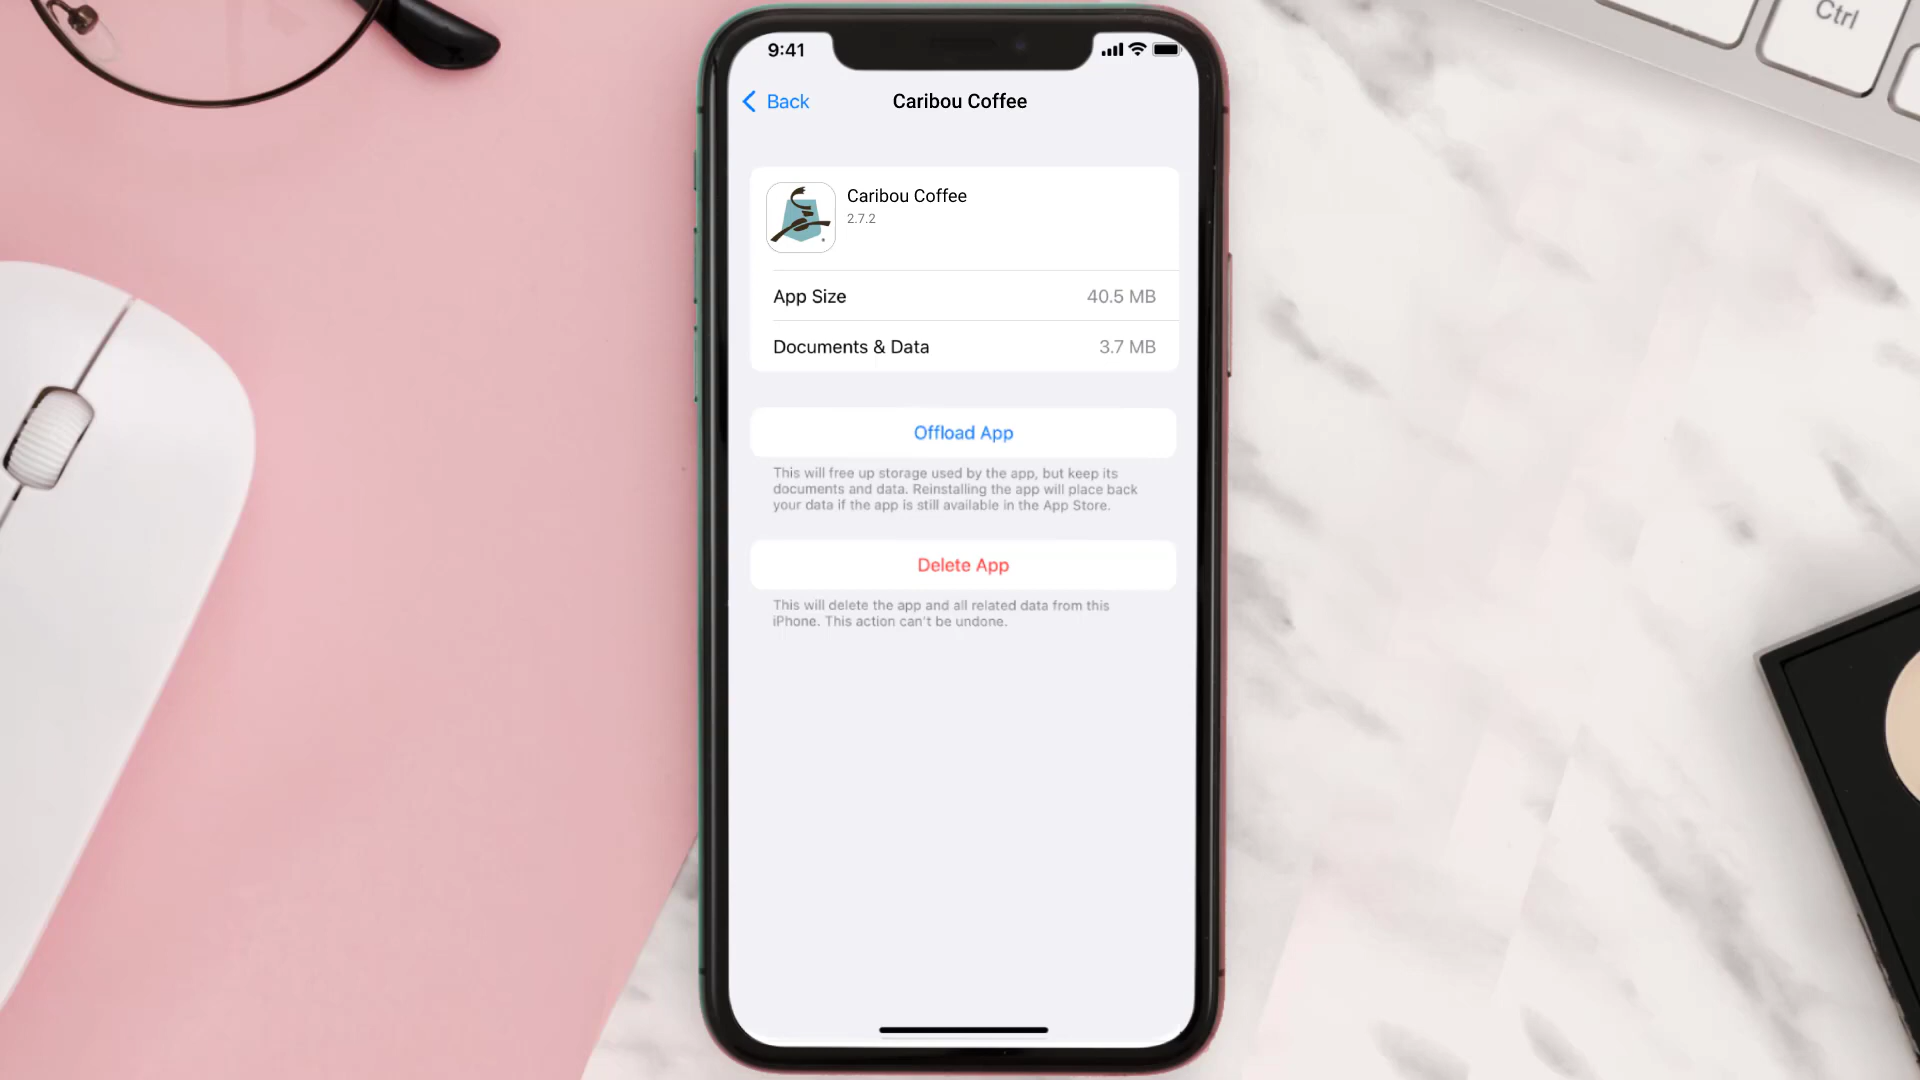 Ctrl
9:41
Back
Caribou Coffee
Caribou Coffee
2.7.2
App Size
40.5 MB
Documents & Data
3.7 MB
Offload App
This will free up storage used by the app, but keep its
documents and data. Reinstalling the app will place back
your data if the app is still available in the App Store.
Delete App
This will delete the app and all related data from this
iPhone. This action can't be undone.